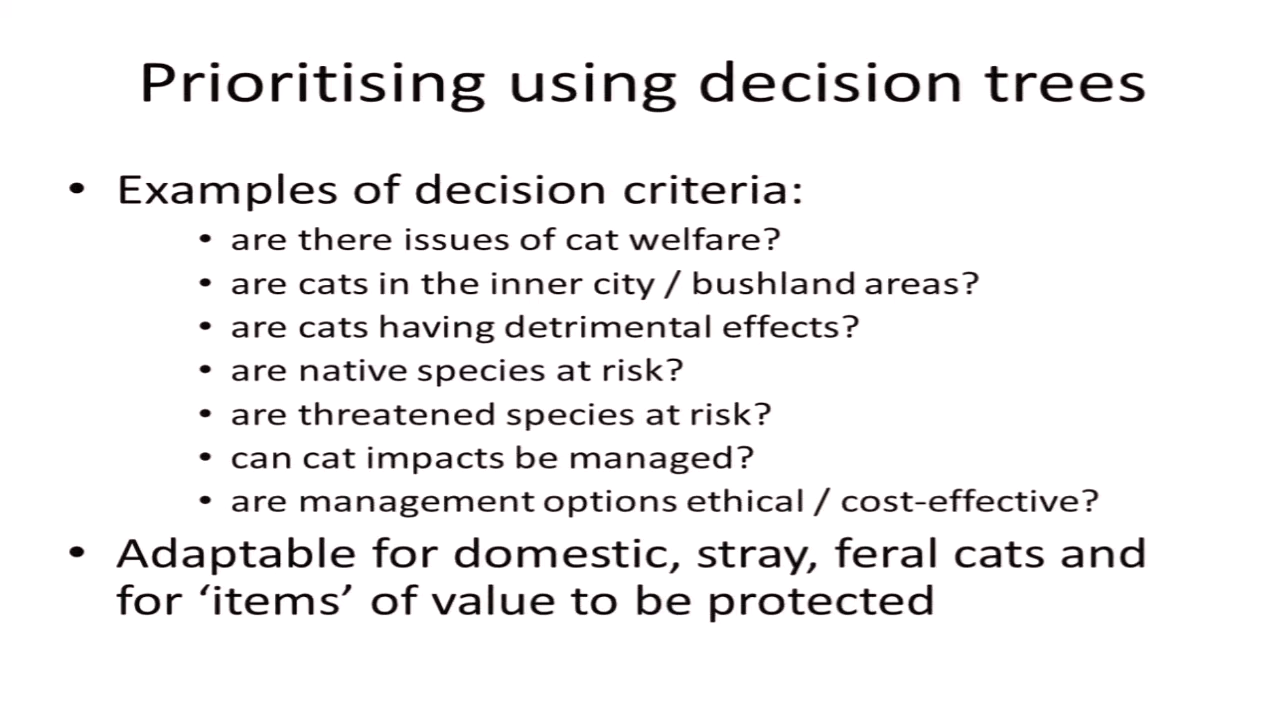 Prioritising using decision trees
• Examples of decision criteria:
• are there issues of cat welfare?
• are cats in the inner city / bushland areas?
• are cats having detrimental effects?
• are native species at risk?
• are threatened species at risk?
• can cat impacts be managed?
• are management options ethical / cost-effective?
• Adaptable for domestic, stray, feral cats and
for ‘items’ of value to be protected